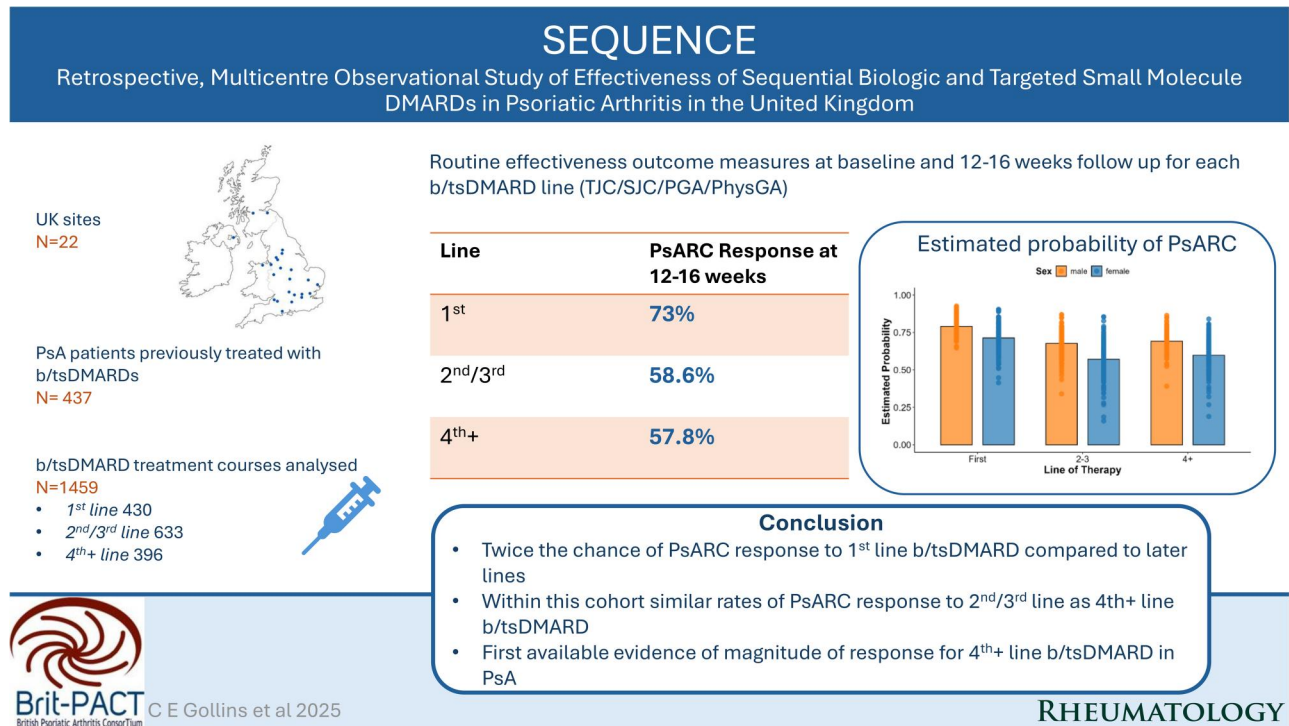 SEQUENCE
Retrospective, Multicentre Observational Study of Effectiveness of Sequential Biologic and Targeted Small Molecule
DMARDs in Psoriatic Arthritis in the United Kingdom
UK sites
N=22
PsA patients previously treated with
b/tsDMARDs
N= 437
b/tsDMARD treatment courses analysed
N=1459
• 1st line 430
• 2nd/3rd line 633
• 4th+ line 396
Routine effectiveness outcome measures at baseline and 12-16 weeks follow up for each
b/tsDMARD line (TJC/SJC/PGA/PhysGA)
Line PsARC Response at
12-16 weeks
1st 73%
2nd/3rd 58.6%
4th+ 57.8%
Estimated probability of PsARC
Sex male female
Estimated Probability
1.00
0.75
0.50
0.25
0.00
First 2-3 4+
Line of Therapy
Conclusion
• Twice the chance of PsARC response to 1st line b/tsDMARD compared to later
lines
• Within this cohort similar rates of PsARC response to 2nd/3rd line as 4th+ line
b/tsDMARD
• First available evidence of magnitude of response for 4th+ line b/tsDMARD in
PsA
Brit-PACT
British Psoriatic Arthritis ConsorTium
C E Gollins et al 2025
RHEUMATOLOGY